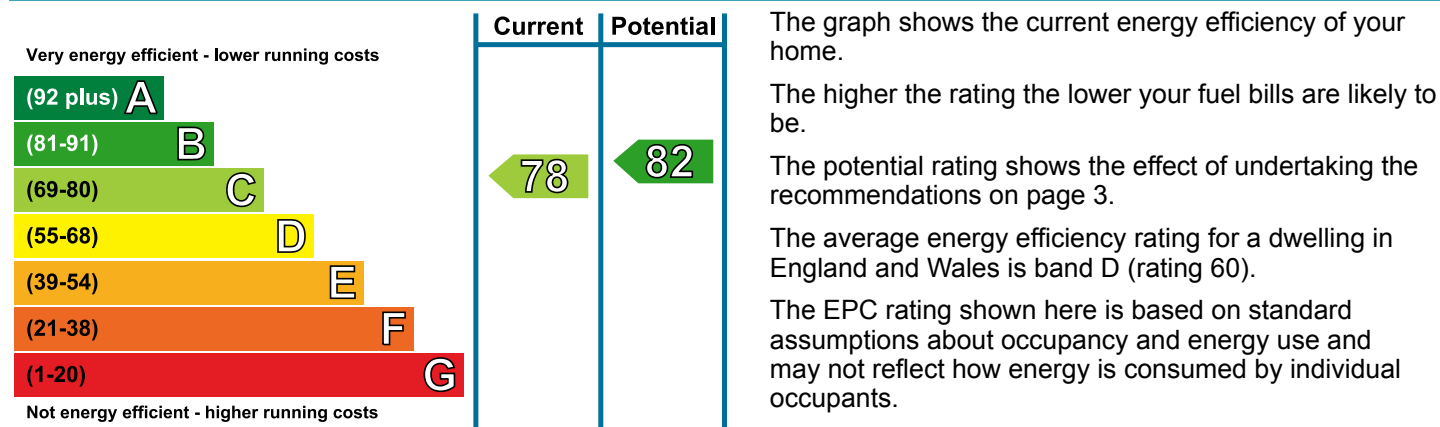 Current Potential
Very energy efficient - lower running costs
(92 plus) A
(81-91) B
(69-80) C
(55-68) D
(39-54) E
(21-38) F
(1-20) G
Not energy efficient - higher running costs
78
82
The graph shows the current energy efficiency of your
home.
The higher the rating the lower your fuel bills are likely to
be.
The potential rating shows the effect of undertaking the
recommendations on page 3.
The average energy efficiency rating for a dwelling in
England and Wales is band D (rating 60).
The EPC rating shown here is based on standard
assumptions about occupancy and energy use and
may not reflect how energy is consumed by individual
occupants.